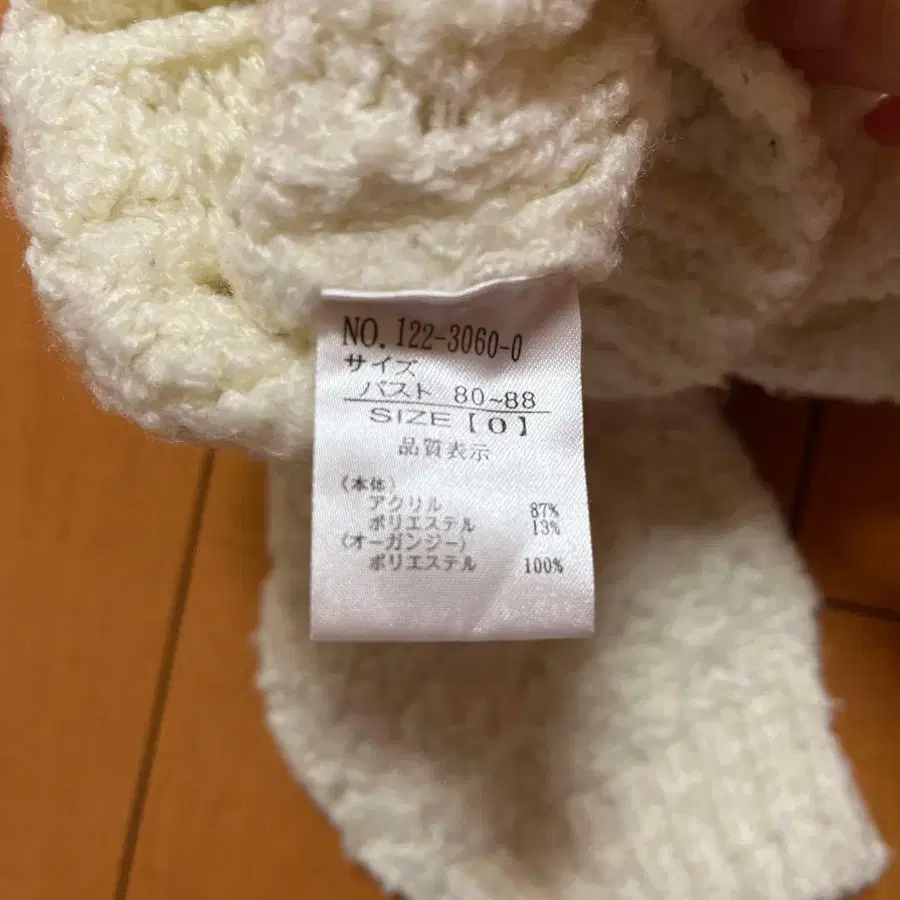 NO. 122-3060-0
サイズ
バスト 80~88
SIZE【0】
品質表示
(本体)
アクリル 87%
ポリエステル 13%
(オーガンジー)
ポリエステル 100%